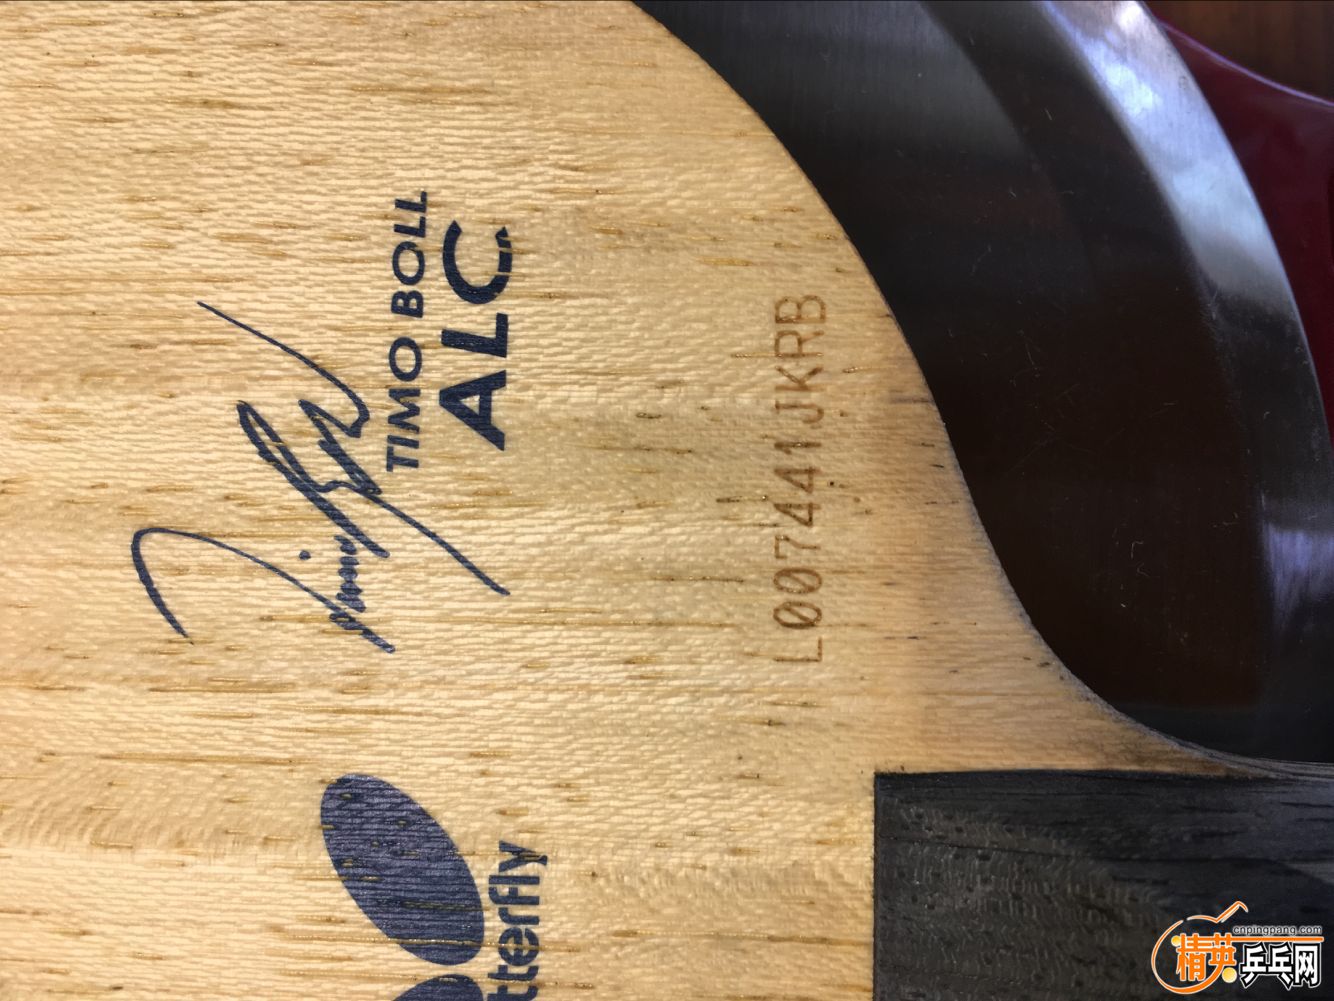 TIMO BOLL
ALC
L007441JKRB
tterfly
cnpingpang.com
精英乒乓网